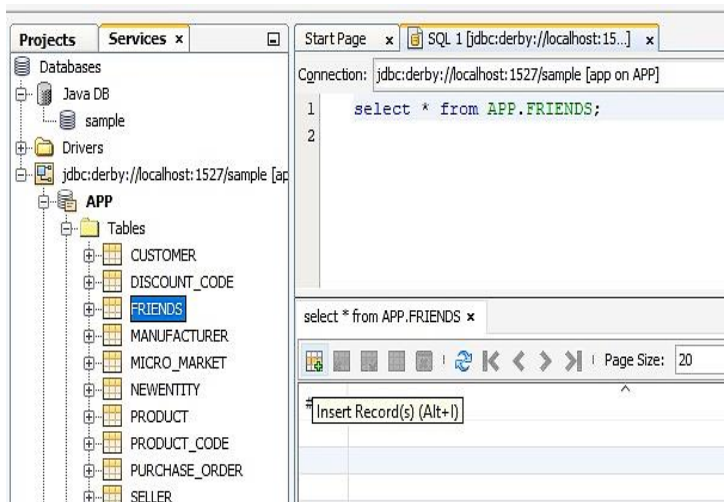 Projects Services x
Databases
Java DB
sample
Drivers
jdbc:derby://localhost:1527/sample [ap
APP
Tables
CUSTOMER
DISCOUNT_CODE
FRIENDS
MANUFACTURER
MICRO_MARKET
NEWENTITY
PRODUCT
PRODUCT_CODE
PURCHASE_ORDER
SELLER
Start Page x SQL 1 [jdbc:derby://localhost:15...] x
Connection: jdbc:derby://localhost:1527/sample [app on APP]
1 select * from APP.FRIENDS;
2
select * from APP.FRIENDS x
Page Size: 20
#
Insert Record(s) (Alt+I)